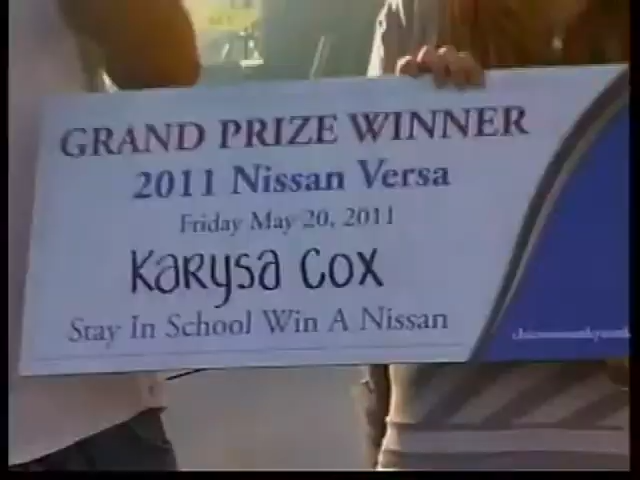 GRAND PRIZE WINNER
2011 Nissan Versa
Friday May 20, 2011
Karysa Cox
Stay In School Win A Nissan